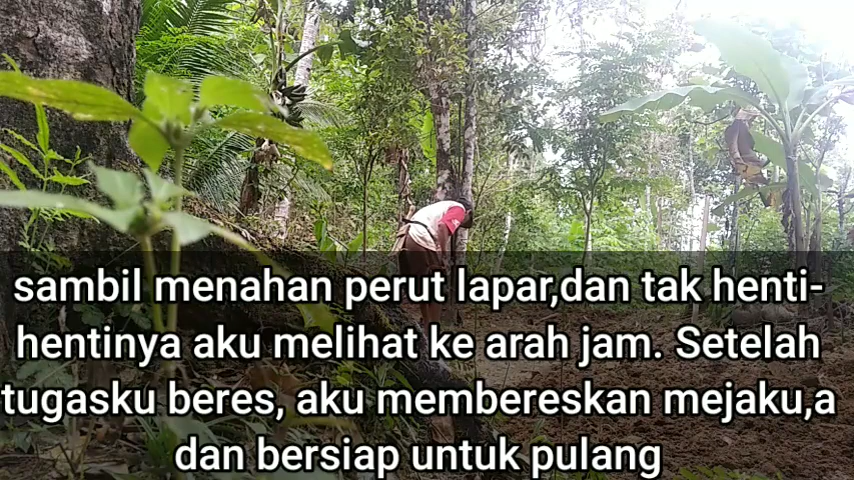 sambil menahan perut lapar,dan tak henti-
hentinya aku melihat ke arah jam. Setelah
tugasku beres, aku membereskan mejaku,a
dan bersiap untuk pulang